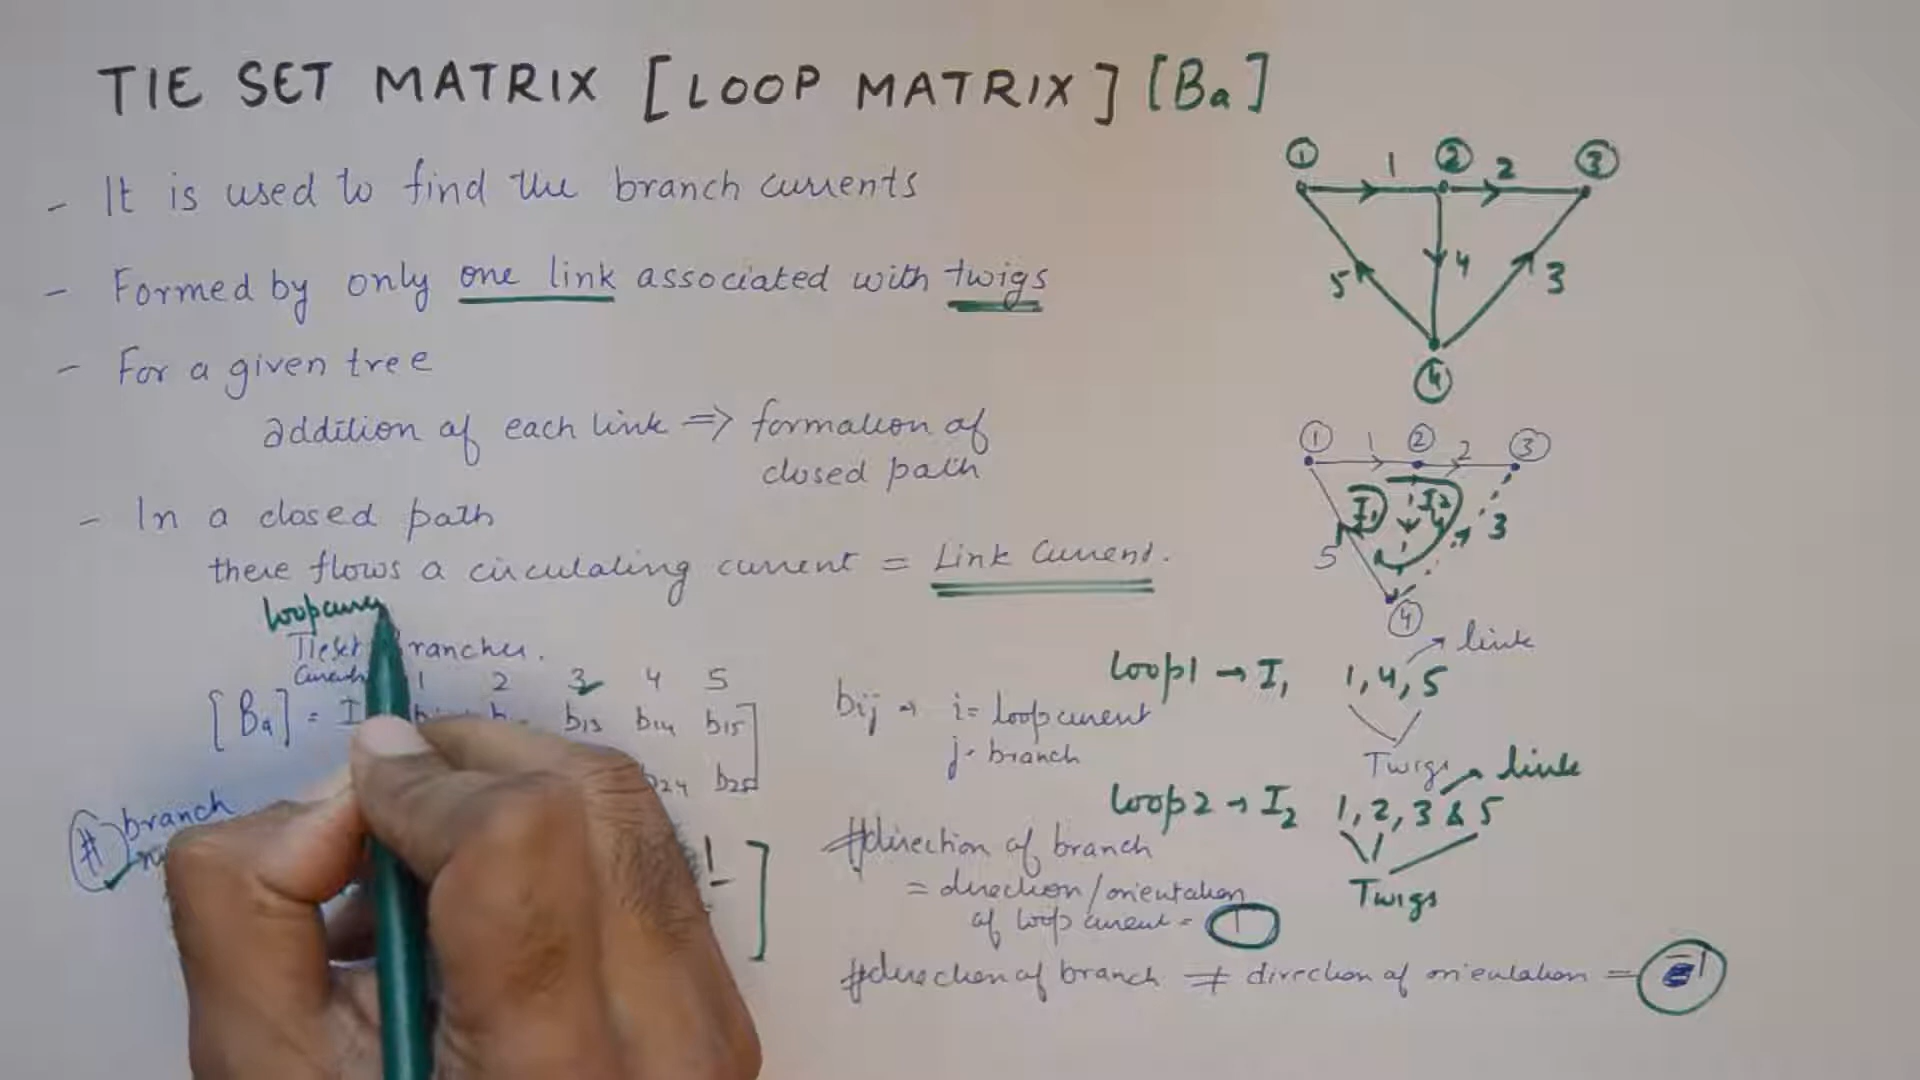 TIE SET MATRIX [LOOP MATRIX] [Ba]
- It is used to find the branch currents
- Formed by only one link associated with twigs
- For a given tree
addition of each link => formation of
closed path
- In a closed path
there flows a circulating current = Link Current.
Loop
Tieset
1 2 3 4 5
[Ba] = I b13 b14 b15
b24 b25
# branch
bij → i = loop current
j = branch
#direction of branch
= direction/orientation
of loop current = 1
#direction of branch ≠ direction of orientation = -1
1 1 2 2 3
5 4 3
4
1 1 2 2 3
I1 I2
5 4 3
4
Loop1 → I1 1, 4, 5
link
Twigs
Loop2 → I2 1, 2, 3 & 5
link
Twigs